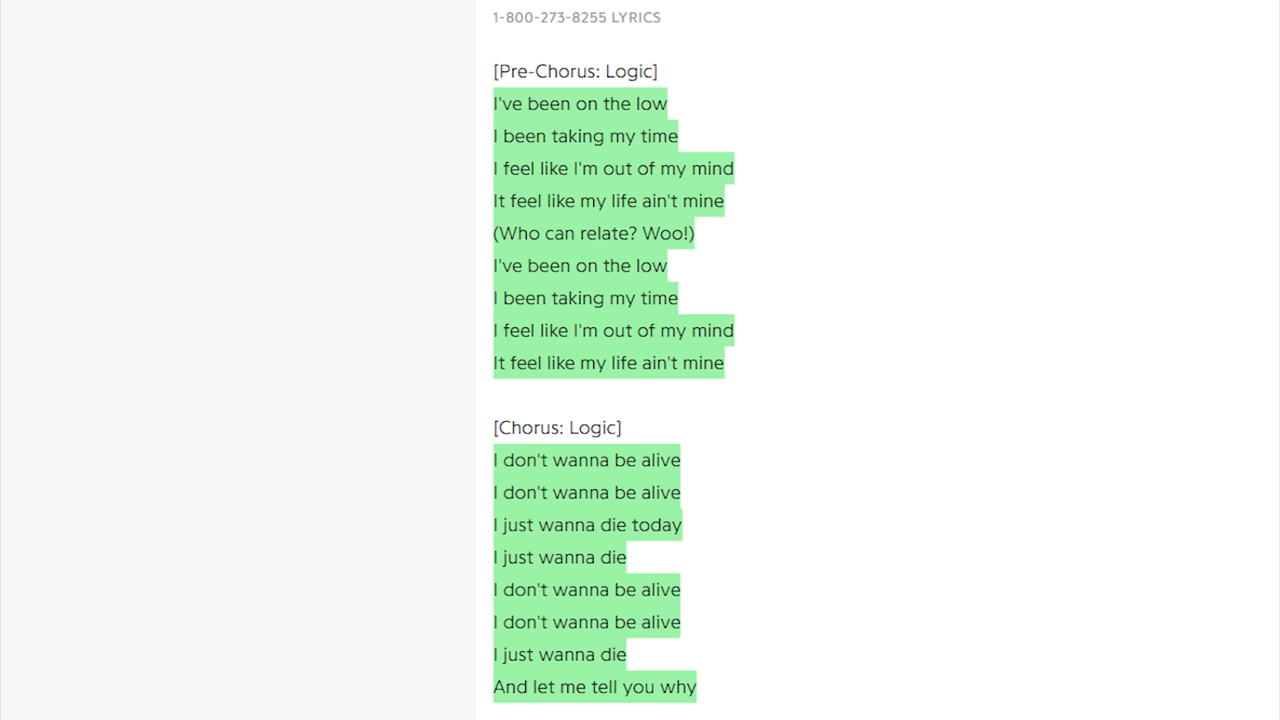 1-800-273-8255 LYRICS
[Pre-Chorus: Logic]
I've been on the low
I been taking my time
I feel like I'm out of my mind
It feel like my life ain't mine
(Who can relate? Woo!)
I've been on the low
I been taking my time
I feel like I'm out of my mind
It feel like my life ain't mine
[Chorus: Logic]
I don't wanna be alive
I don't wanna be alive
I just wanna die today
I just wanna die
I don't wanna be alive
I don't wanna be alive
I just wanna die
And let me tell you why